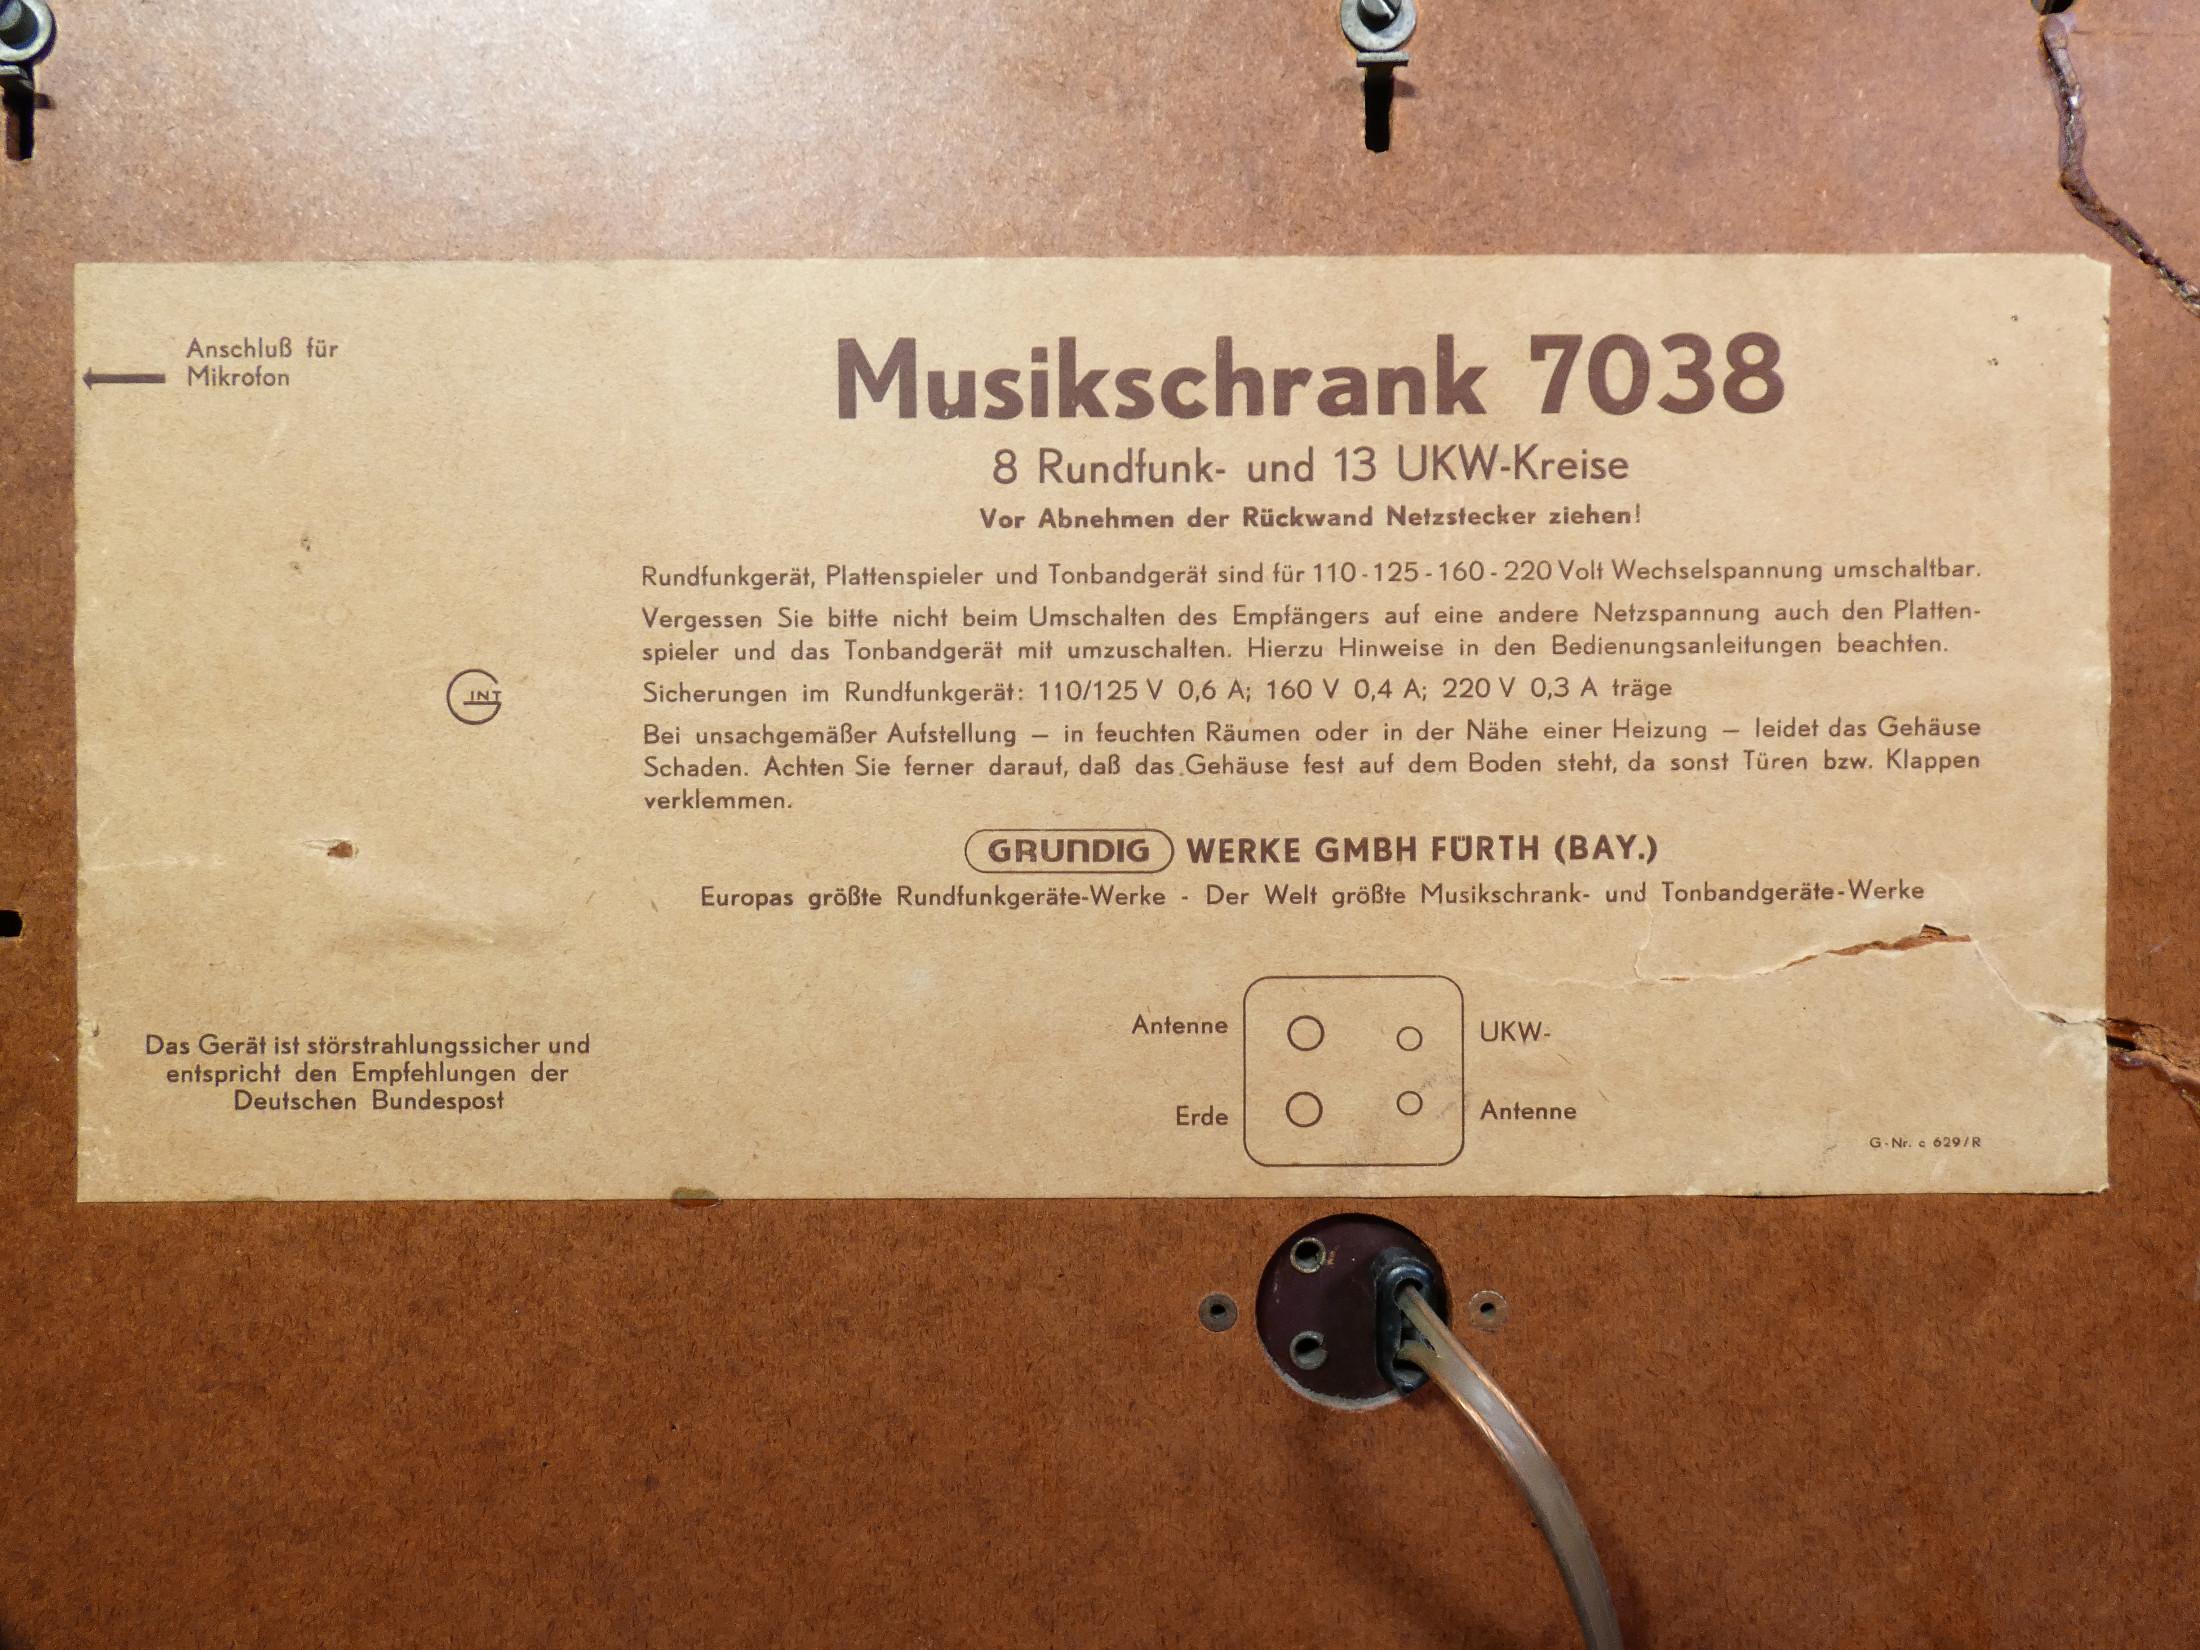 Anschluß für
Mikrofon
Musikschrank 7038
8 Rundfunk- und 13 UKW-Kreise
Vor Abnehmen der Rückwand Netzstecker ziehen!
Rundfunkgerät, Plattenspieler und Tonbandgerät sind für 110-125-160-220 Volt Wechselspannung umschaltbar.
Vergessen Sie bitte nicht beim Umschalten des Empfängers auf eine andere Netzspannung auch den Platten-
spieler und das Tonbandgerät mit umzuschalten. Hierzu Hinweise in den Bedienungsanleitungen beachten.
GINT
Sicherungen im Rundfunkgerät: 110/125 V 0,6 A; 160 V 0,4 A; 220 V 0,3 A träge
Bei unsachgemäßer Aufstellung — in feuchten Räumen oder in der Nähe einer Heizung — leidet das Gehäuse
Schaden. Achten Sie ferner darauf, daß das Gehäuse fest auf dem Boden steht, da sonst Türen bzw. Klappen
verklemmen.
GRUNDIG WERKE GMBH FÜRTH (BAY.)
Europas größte Rundfunkgeräte-Werke - Der Welt größte Musikschrank- und Tonbandgeräte-Werke
Das Gerät ist störstrahlungssicher und
entspricht den Empfehlungen der
Deutschen Bundespost
Antenne
UKW-
Erde
Antenne
G-Nr. c 629/R